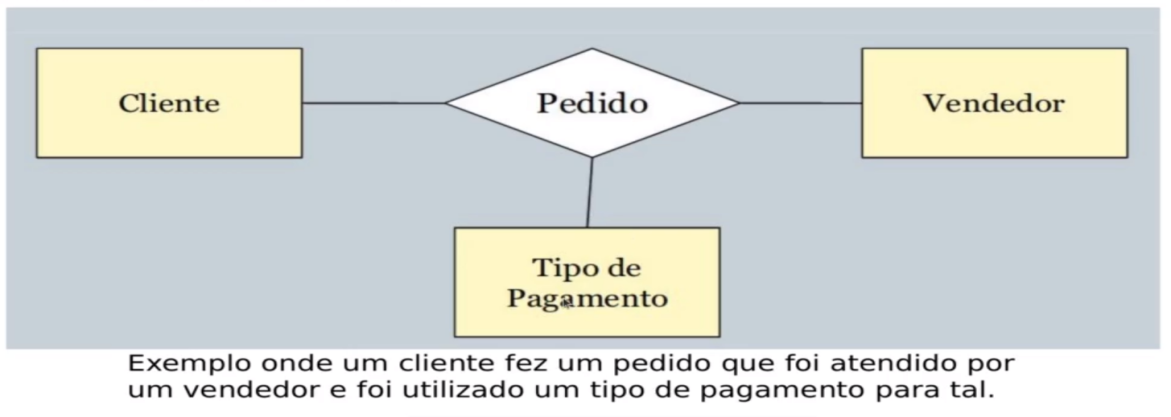 Cliente
Pedido
Vendedor
Tipo de
Pagamento
Exemplo onde um cliente fez um pedido que foi atendido por
um vendedor e foi utilizado um tipo de pagamento para tal.